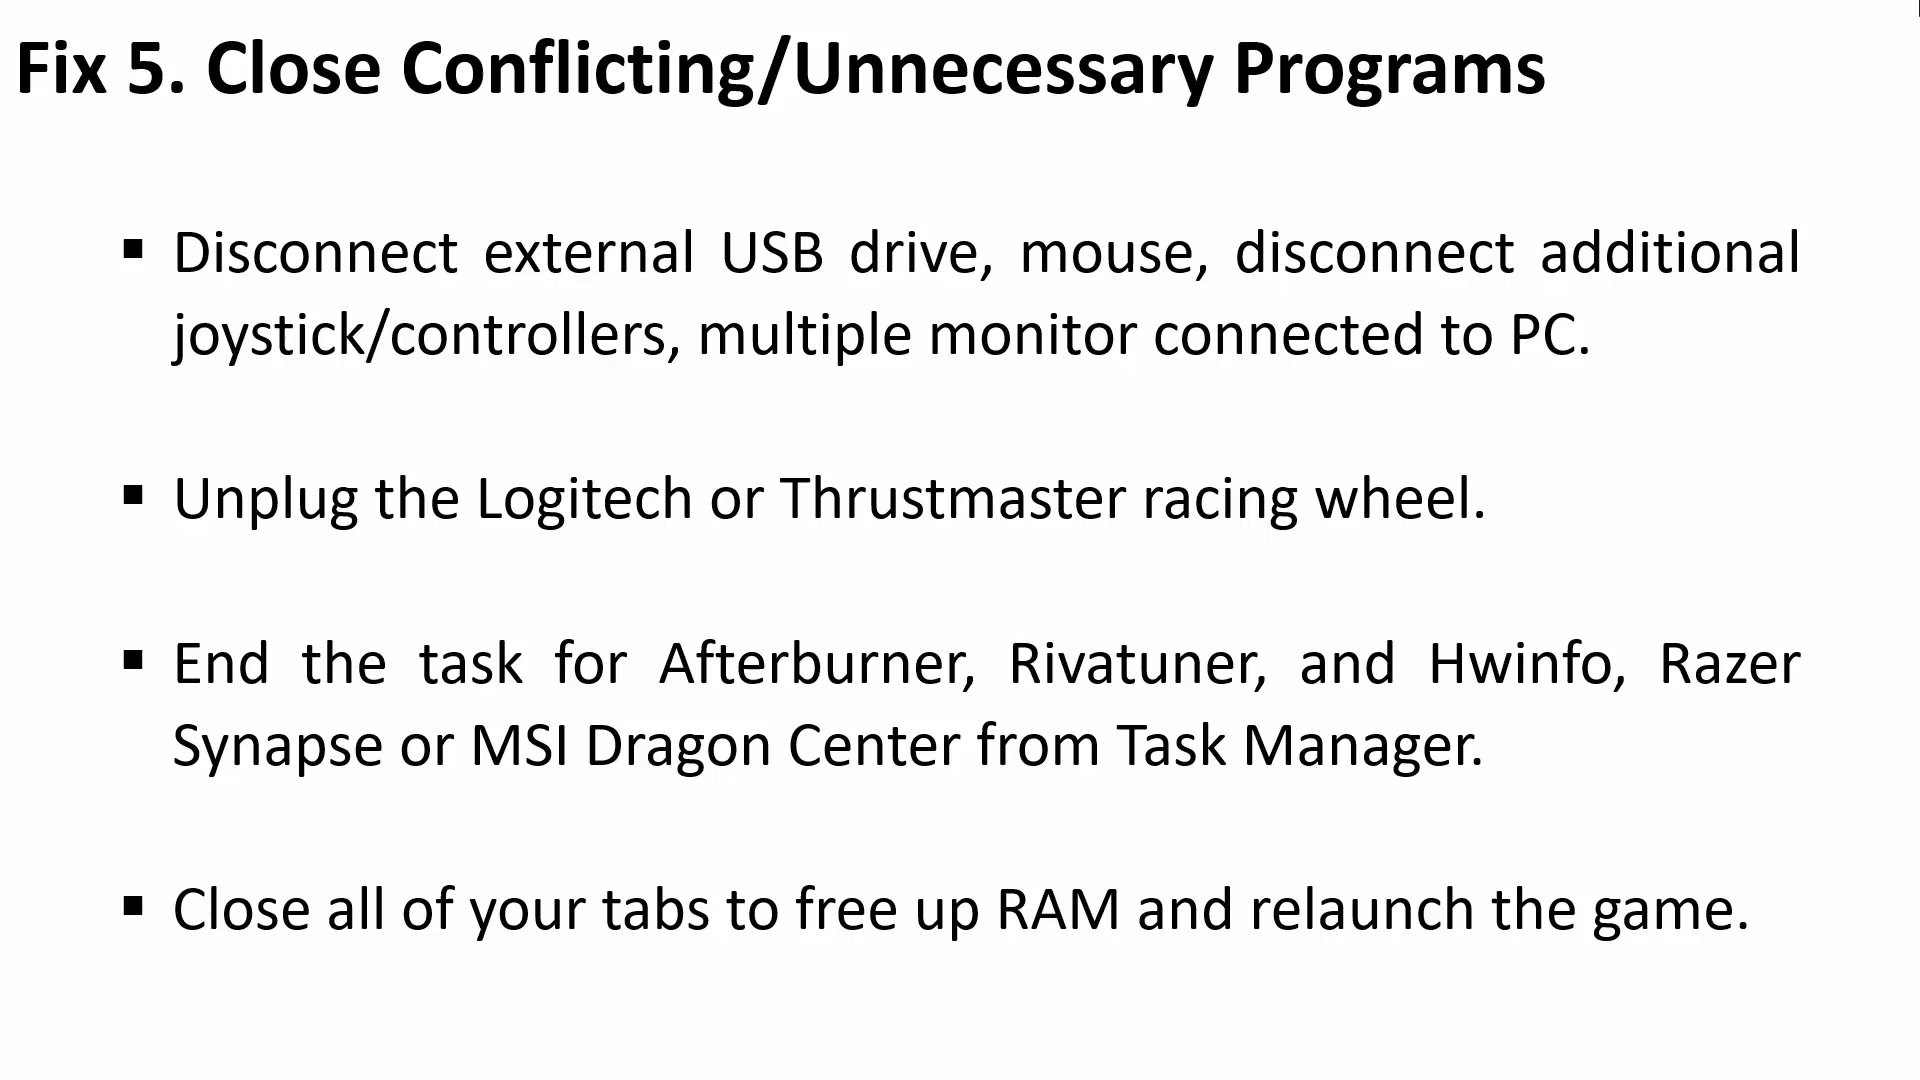 Fix 5. Close Conflicting/Unnecessary Programs
▪ Disconnect external USB drive, mouse, disconnect additional
joystick/controllers, multiple monitor connected to PC.
▪ Unplug the Logitech or Thrustmaster racing wheel.
▪ End the task for Afterburner, Rivatuner, and Hwinfo, Razer
Synapse or MSI Dragon Center from Task Manager.
▪ Close all of your tabs to free up RAM and relaunch the game.